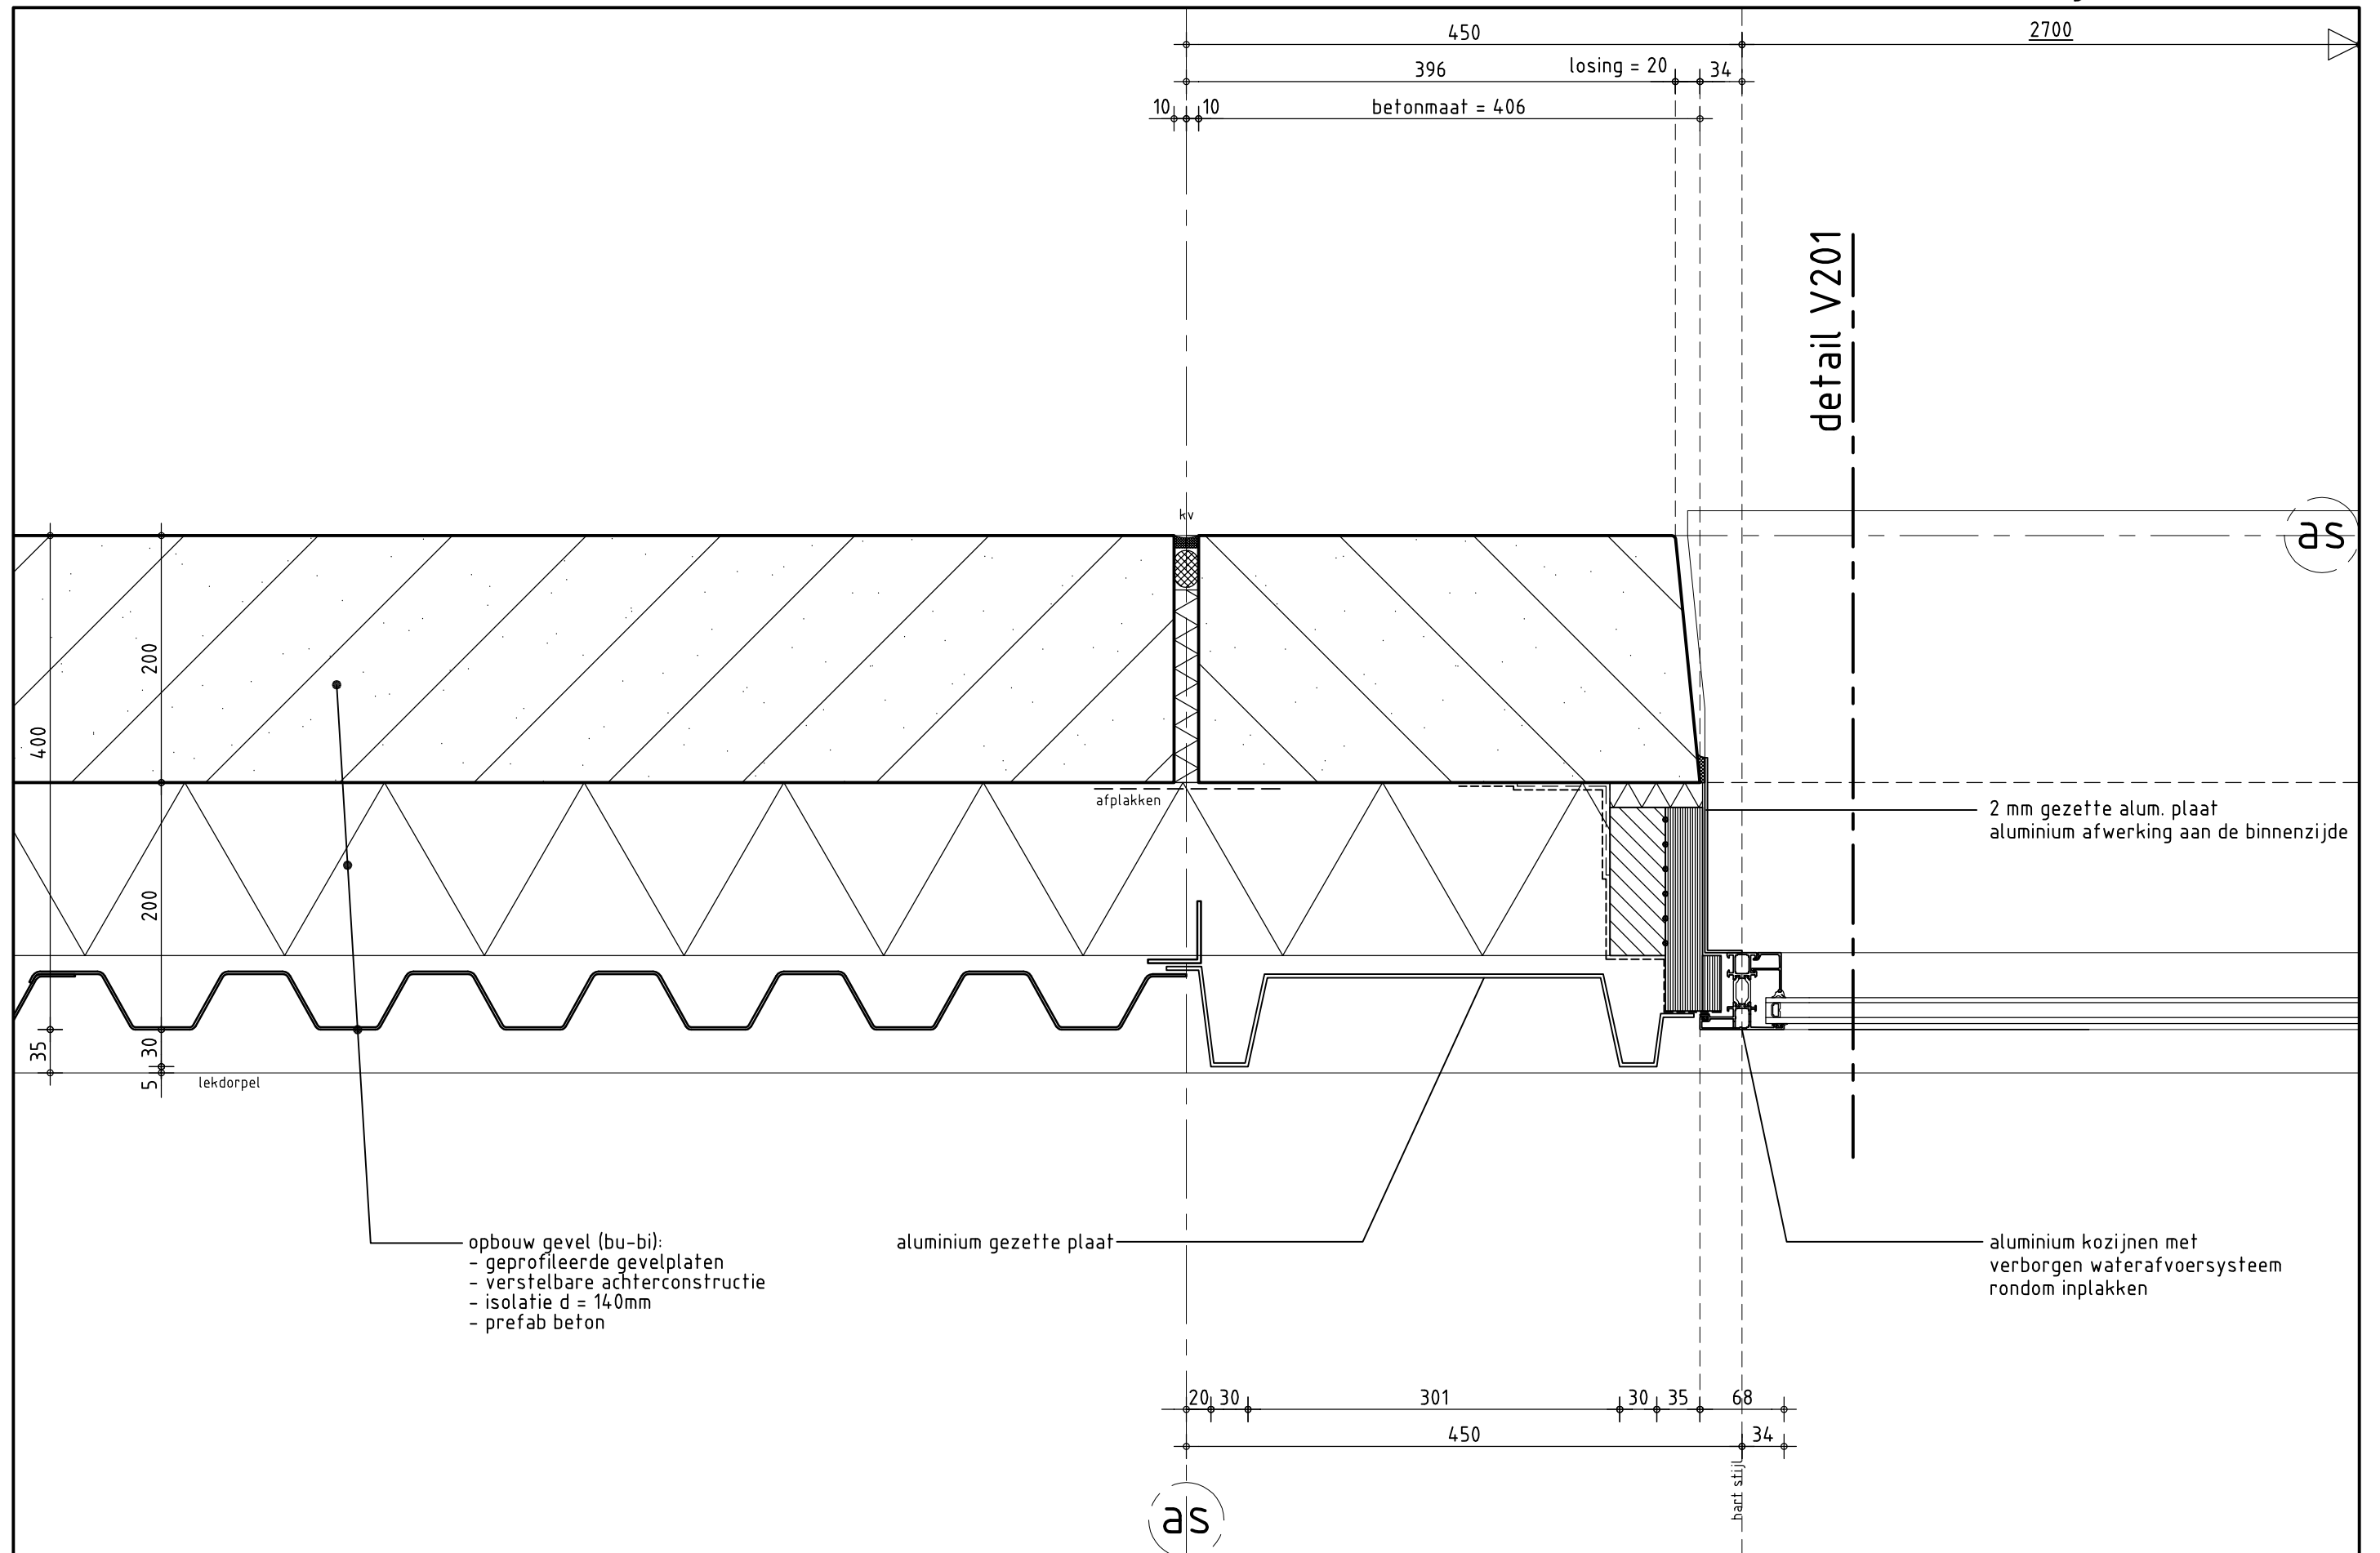 450
2700
396
losing = 20
34
10
10
betonmaat = 406
detail V201
kv
as
200
400
afplakken
2 mm gezette alum. plaat
aluminium afwerking aan de binnenzijde
200
35
30
5
lekdorpel
opbouw gevel (bu-bi):
- geprofileerde gevelplaten
- verstelbare achterconstructie
- isolatie d = 140mm
- prefab beton
aluminium gezette plaat
aluminium kozijnen met
verborgen waterafvoersysteem
rondom inplakken
20
30
301
30
35
68
450
34
hart stijl
as